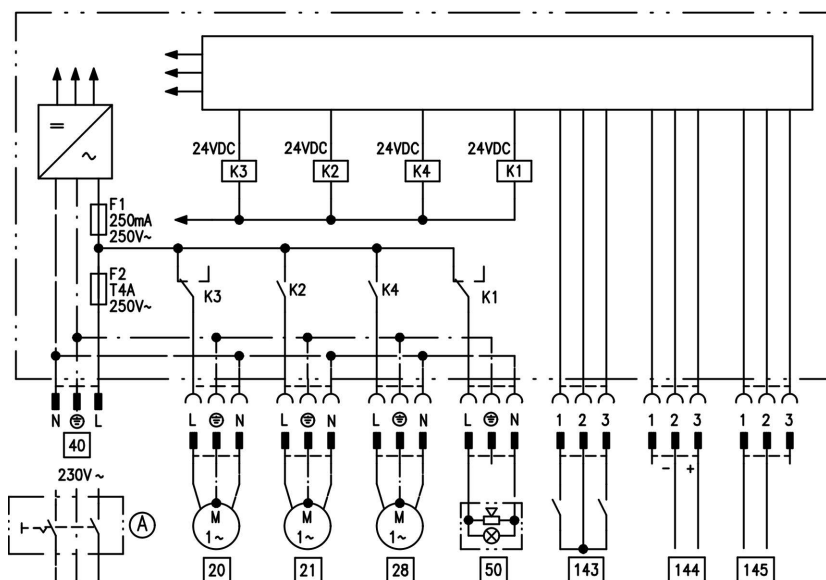 24VDC 24VDC 24VDC 24VDC
K3 K2 K4 K1
= ~
F1
250mA
250V~
F2
T4A
250V~
K3 K2 K4 K1
N L L N L N L N L N 1 2 3 1 2 3 1 2 3
40
- +
230V~
A
M M M
1~ 1~ 1~
20 21 28 50 143 144 145